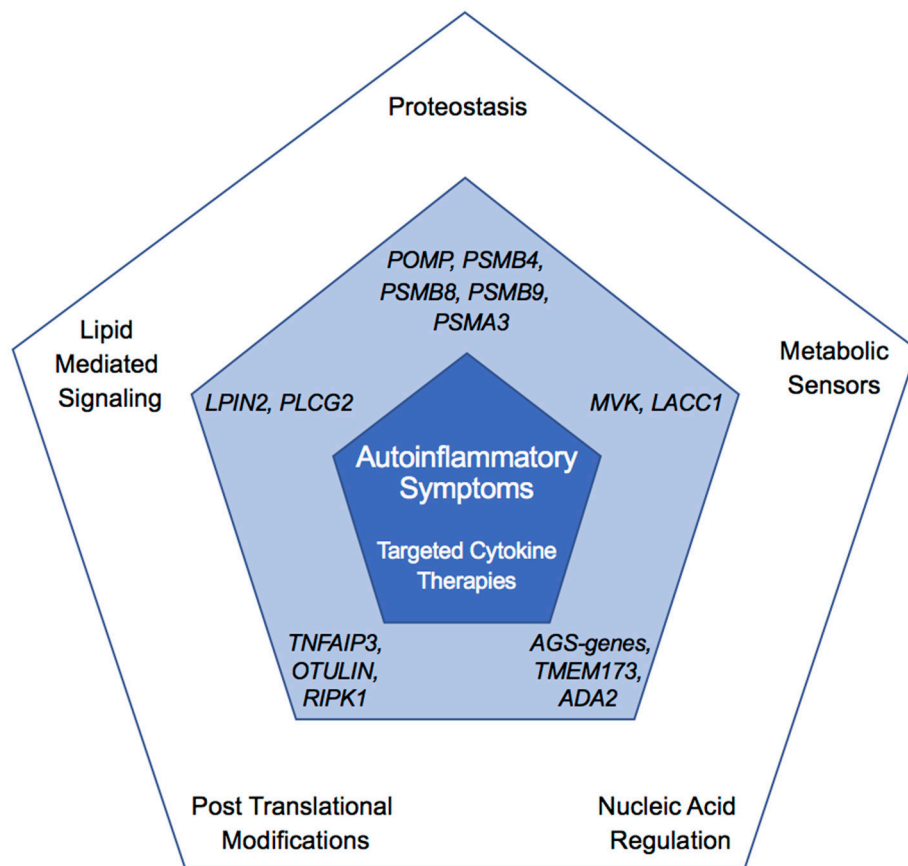 Proteostasis
POMP, PSMB4,
PSMB8, PSMB9,
PSMA3
Lipid
Mediated
Signaling
Metabolic
Sensors
LPIN2, PLCG2
MVK, LACC1
Autoinflammatory
Symptoms
Targeted Cytokine
Therapies
TNFAIP3,
OTULIN,
RIPK1
AGS-genes,
TMEM173,
ADA2
Post Translational
Modifications
Nucleic Acid
Regulation